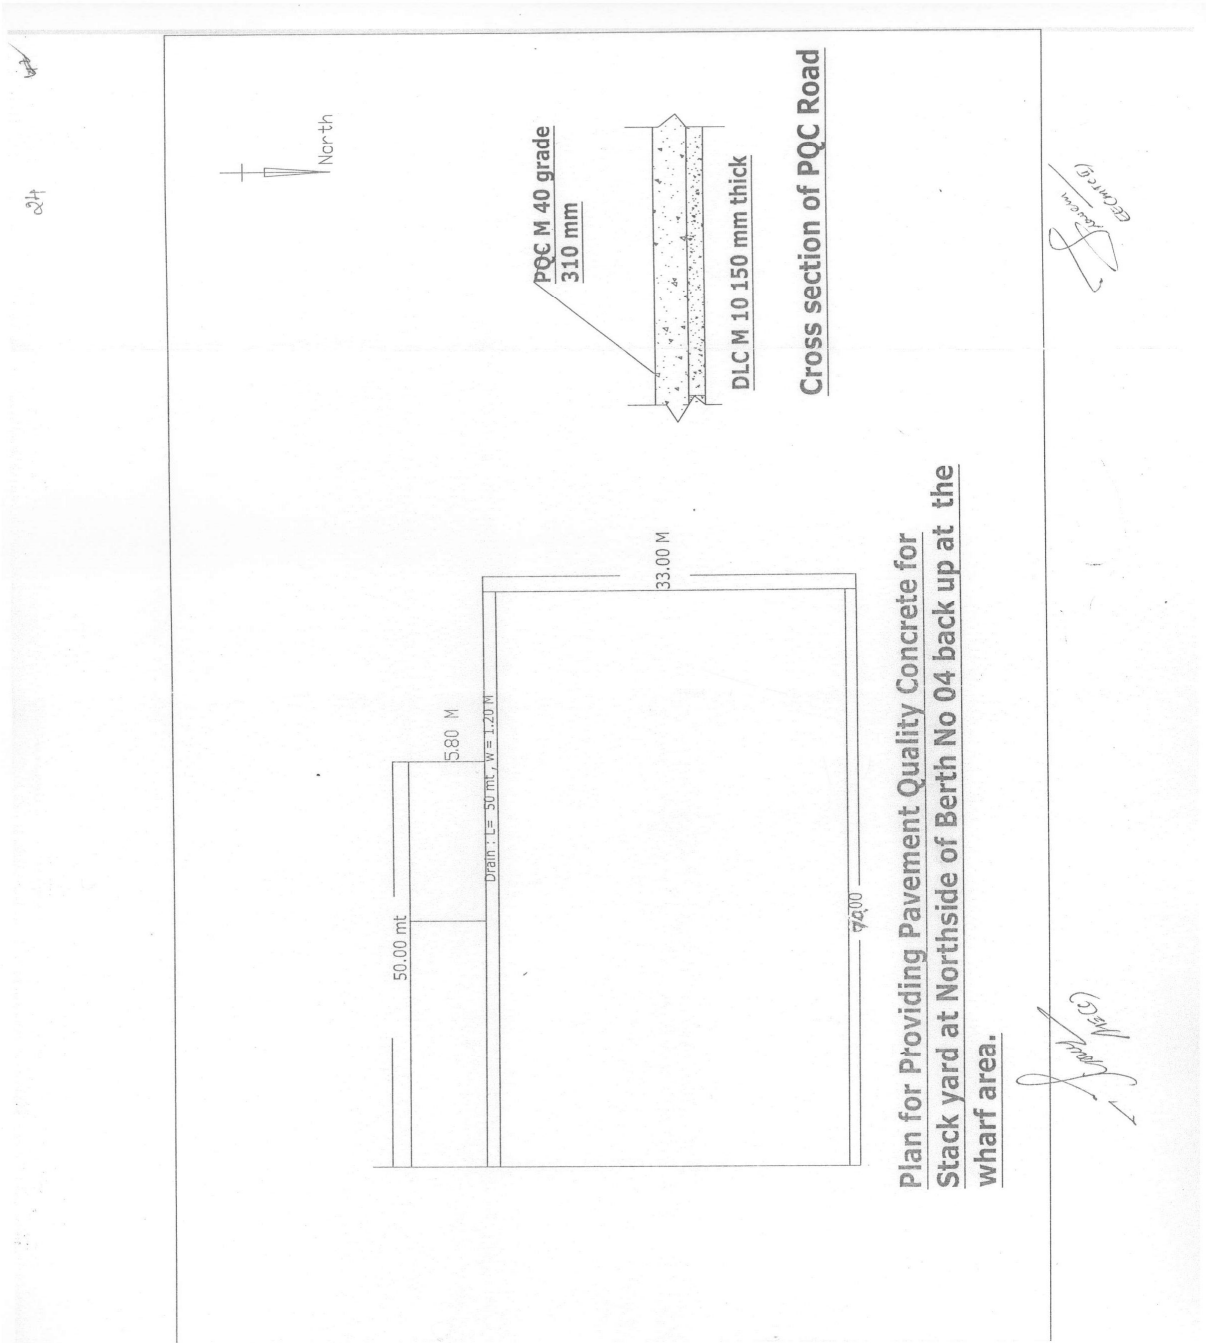 24
North
PQC M 40 grade
310 mm
DLC M 10 150 mm thick
Cross section of PQC Road
50.00 mt
5.80 M
Drain : L= 50 mt , W = 1.20 M
33.00 M
Plan for Providing Pavement Quality Concrete for
Stack yard at Northside of Berth No 04 back up at the
wharf area.